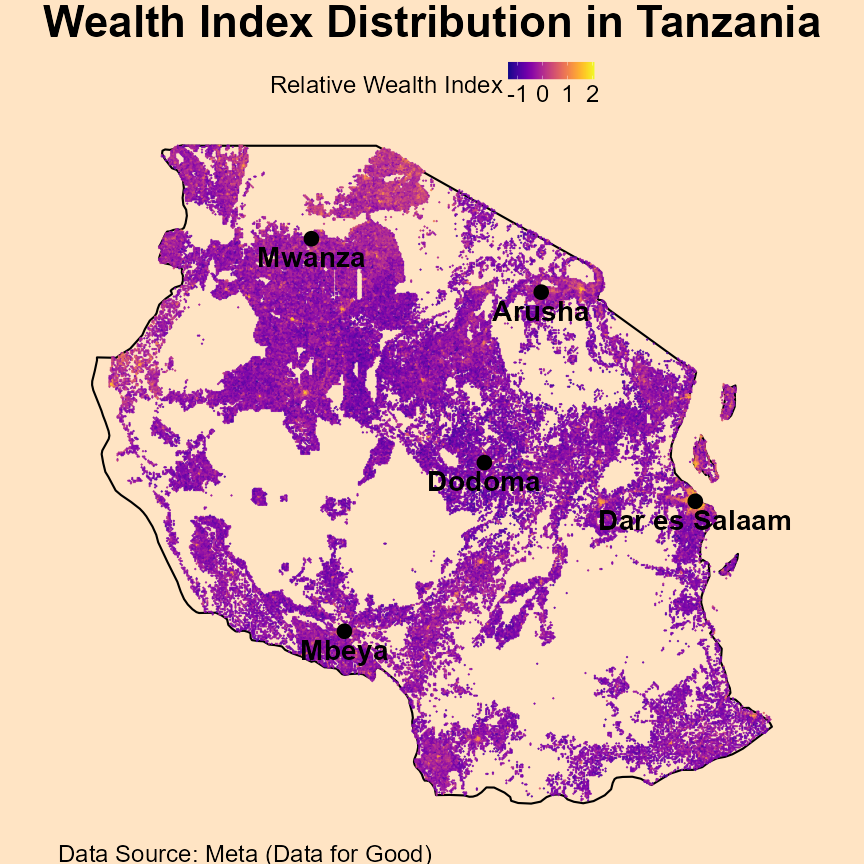 Wealth Index Distribution in Tanzania
Relative Wealth Index
-1 0 1 2
Mwanza
Arusha
Dodoma
Dar es Salaam
Mbeya
Data Source: Meta (Data for Good)